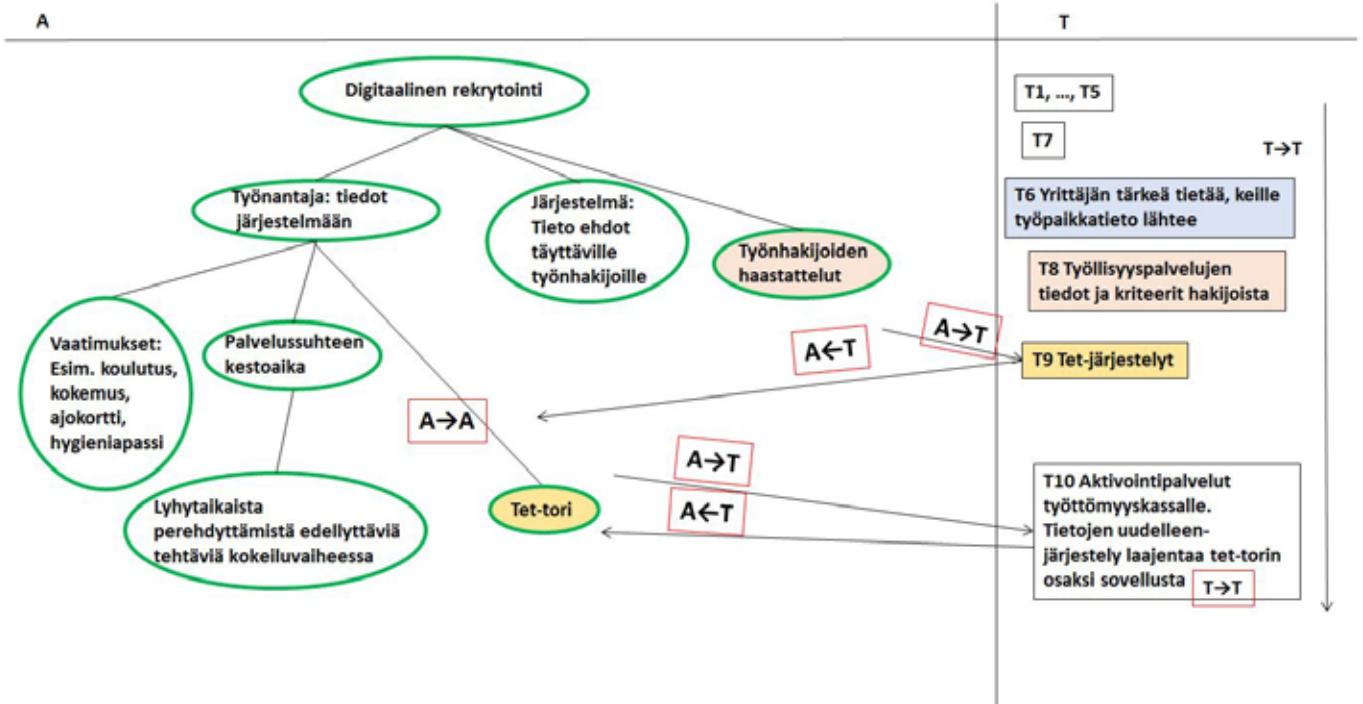 A
T
Digitaalinen rekrytointi
T1, ..., T5
T7
T→T
Työnantaja: tiedot
järjestelmään
Järjestelmä:
Tieto ehdot
täyttäville
työnhakijoille
Työnhakijoiden
haastattelut
T6 Yrittäjän tärkeä tietää, keille
työpaikkatieto lähtee
T8 Työllisyyspalvelujen
tiedot ja kriteerit hakijoista
Vaatimukset:
Esim. koulutus,
kokemus,
ajokortti,
hygieniapassi
Palvelussuhteen
kestoaika
A←T
A→T
T9 Tet-järjestelyt
A→A
A→T
A←T
Lyhytaikaista
perehdyttämistä edellyttäviä
tehtäviä kokeiluvaiheessa
Tet-tori
T10 Aktivointipalvelut
työttömyyskassalle.
Tietojen uudelleen-
järjestely laajentaa tet-torin
osaksi sovellusta
T→T